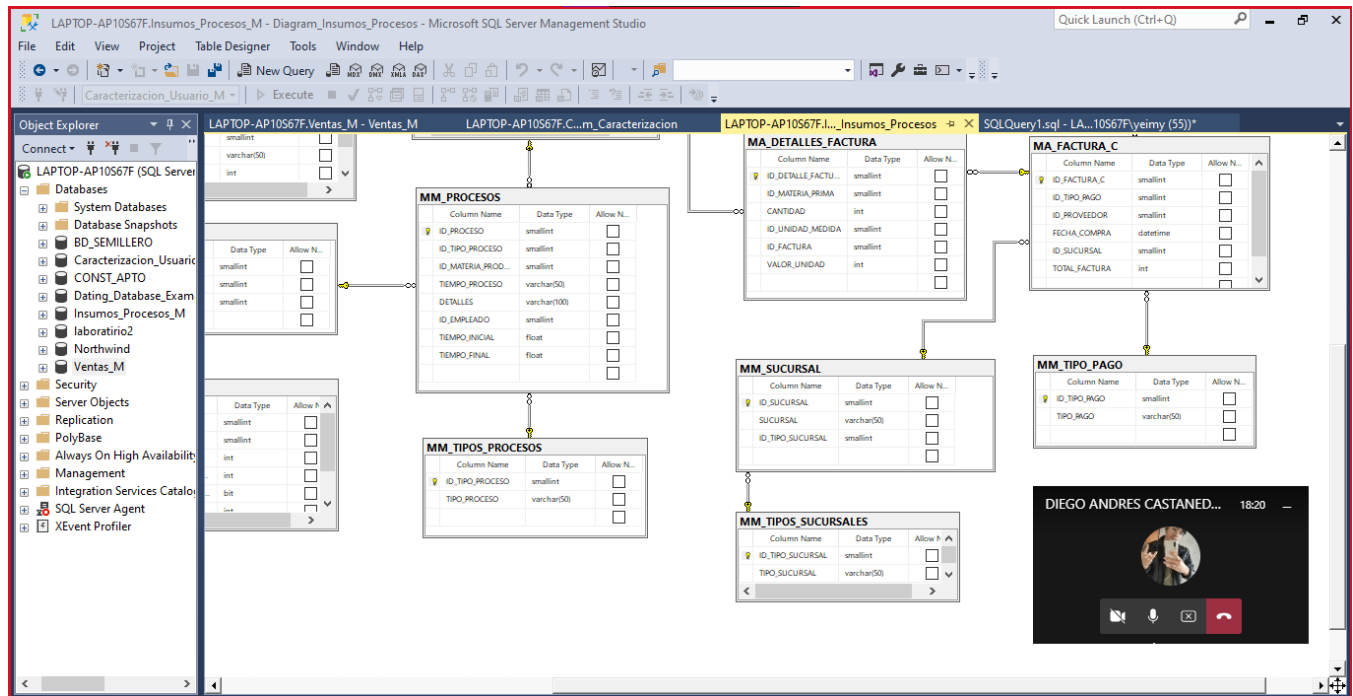 LAPTOP-AP10S67F.Insumos_Procesos_M - Diagram_Insumos_Procesos - Microsoft SQL Server Management Studio
Quick Launch (Ctrl+Q)
File Edit View Project Table Designer Tools Window Help
New Query MDX DMX XMLA DAX
Caracterizacion_Usuario_M Execute
Object Explorer
LAPTOP-AP10S67F.Ventas_M - Ventas_M LAPTOP-AP10S67F.C...m_Caracterizacion LAPTOP-AP10S67F.I..._Insumos_Procesos SQLQuery1.sql - LA...10S67F\yeimy (55))*
Connect
LAPTOP-AP10S67F (SQL Server
Databases
System Databases
Database Snapshots
BD_SEMILLERO
Caracterizacion_Usuaric
CONST_APTO
Dating_Database_Exam
Insumos_Procesos_M
laboratirio2
Northwind
Ventas_M
Security
Server Objects
Replication
PolyBase
Always On High Availability
Management
Integration Services Catalog
SQL Server Agent
XEvent Profiler
smallint
varchar(50)
int
Data Type Allow N...
smallint
smallint
smallint
Data Type Allow N
smallint
smallint
int
int
bit
int
MM_PROCESOS
Column Name Data Type Allow N...
ID_PROCESO smallint
ID_TIPO_PROCESO smallint
ID_MATERIA_PROD... smallint
TIEMPO_PROCESO varchar(50)
DETALLES varchar(100)
ID_EMPLEADO smallint
TIEMPO_INICIAL float
TIEMPO_FINAL float
MM_TIPOS_PROCESOS
Column Name Data Type Allow N...
ID_TIPO_PROCESO smallint
TIPO_PROCESO varchar(50)
MA_DETALLES_FACTURA
Column Name Data Type Allow N...
ID_DETALLE_FACTU... smallint
ID_MATERIA_PRIMA smallint
CANTIDAD int
ID_UNIDAD_MEDIDA smallint
ID_FACTURA smallint
VALOR_UNIDAD int
MM_SUCURSAL
Column Name Data Type Allow N...
ID_SUCURSAL smallint
SUCURSAL varchar(50)
ID_TIPO_SUCURSAL smallint
MM_TIPOS_SUCURSALES
Column Name Data Type Allow N
ID_TIPO_SUCURSAL smallint
TIPO_SUCURSAL varchar(50)
MA_FACTURA_C
Column Name Data Type Allow N...
ID_FACTURA_C smallint
ID_TIPO_PAGO smallint
ID_PROVEEDOR smallint
FECHA_COMPRA datetime
ID_SUCURSAL smallint
TOTAL_FACTURA int
MM_TIPO_PAGO
Column Name Data Type Allow N...
ID_TIPO_PAGO smallint
TIPO_PAGO varchar(50)
DIEGO ANDRES CASTANED... 18:20